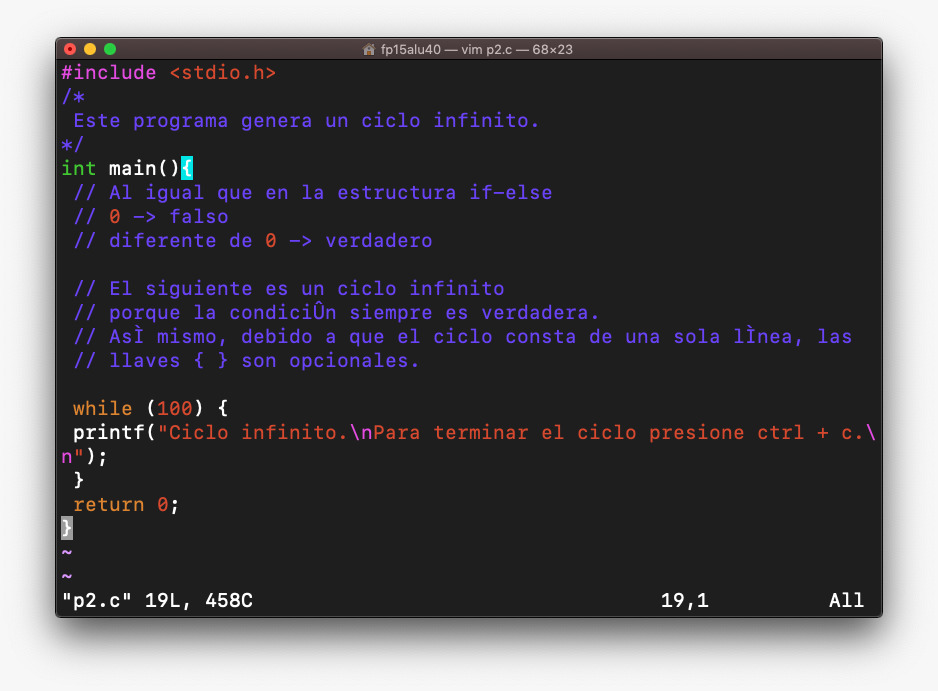 fp15alu40 — vim p2.c — 68×23
#include <stdio.h>
/*
 Este programa genera un ciclo infinito.
*/
int main(){
 // Al igual que en la estructura if-else
 // 0 -> falso
 // diferente de 0 -> verdadero

 // El siguiente es un ciclo infinito
 // porque la condiciÛn siempre es verdadera.
 // AsÌ mismo, debido a que el ciclo consta de una sola lÌnea, las
 // llaves { } son opcionales.

 while (100) {
 printf("Ciclo infinito.\nPara terminar el ciclo presione ctrl + c.\
n");
 }
 return 0;
}
~
~
"p2.c" 19L, 458C 19,1 All